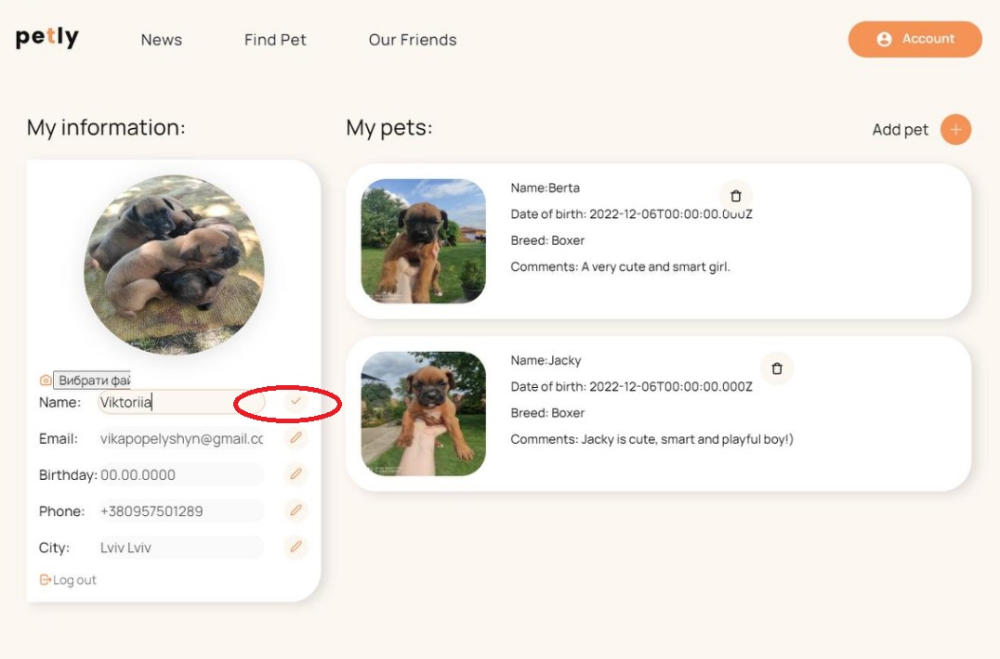 petly
News
Find Pet
Our Friends
Account
My information:
Вибрати фай
Name: Viktoriia
Email: vikapopelyshyn@gmail.cc
Birthday: 00.00.0000
Phone: +380957501289
City: Lviv Lviv
Log out
My pets:
Add pet
Name:Berta
Date of birth: 2022-12-06T00:00:00.000Z
Breed: Boxer
Comments: A very cute and smart girl.
Name:Jacky
Date of birth: 2022-12-06T00:00:00.000Z
Breed: Boxer
Comments: Jacky is cute, smart and playful boy!)